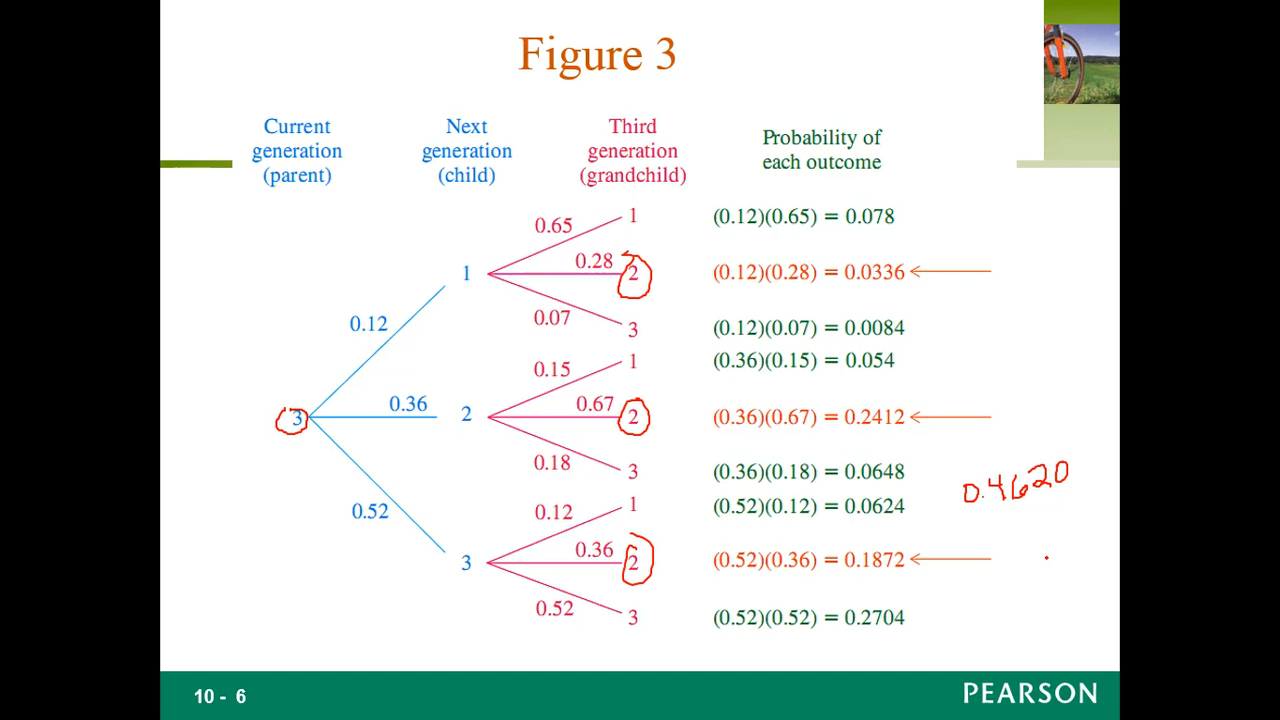 Figure 3
Current generation (parent)
Next generation (child)
Third generation (grandchild)
Probability of each outcome
0.65 1 (0.12)(0.65) = 0.078
1 0.28 2 (0.12)(0.28) = 0.0336
0.12 0.07 3 (0.12)(0.07) = 0.0084
0.15 1 (0.36)(0.15) = 0.054
3 0.36 2 0.67 2 (0.36)(0.67) = 0.2412
0.18 3 (0.36)(0.18) = 0.0648
0.4620
0.52 0.12 1 (0.52)(0.12) = 0.0624
3 0.36 2 (0.52)(0.36) = 0.1872
0.52 3 (0.52)(0.52) = 0.2704
10 - 6
PEARSON